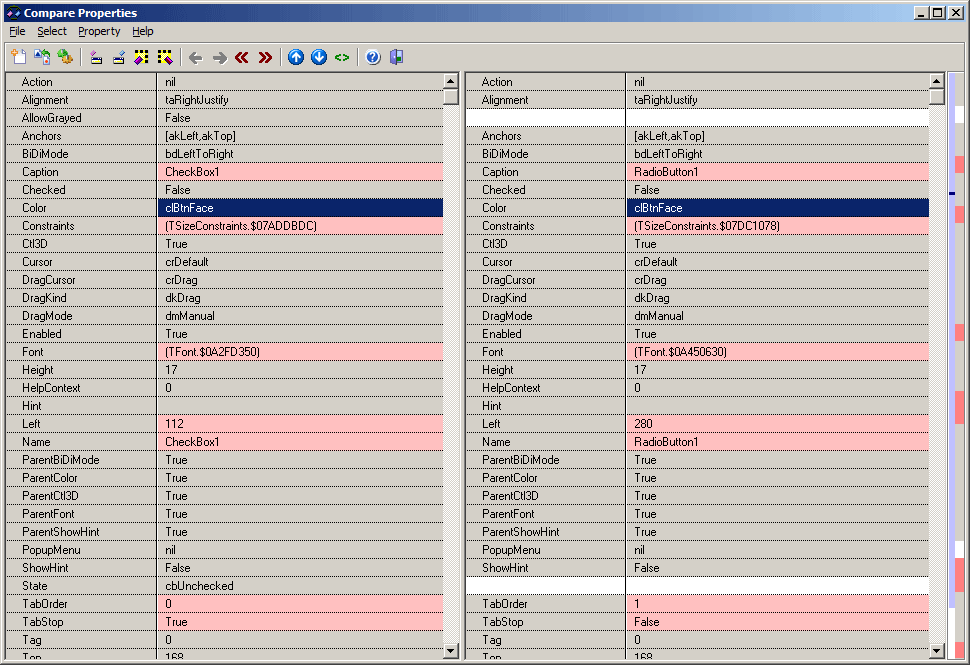 Compare Properties
File Select Property Help
Action nil Action nil
Alignment taRightJustify Alignment taRightJustify
AllowGrayed False
Anchors [akLeft,akTop] Anchors [akLeft,akTop]
BiDiMode bdLeftToRight BiDiMode bdLeftToRight
Caption CheckBox1 Caption RadioButton1
Checked False Checked False
Color clBtnFace Color clBtnFace
Constraints (TSizeConstraints.$07ADDBDC) Constraints (TSizeConstraints.$07DC1078)
Ctl3D True Ctl3D True
Cursor crDefault Cursor crDefault
DragCursor crDrag DragCursor crDrag
DragKind dkDrag DragKind dkDrag
DragMode dmManual DragMode dmManual
Enabled True Enabled True
Font (TFont.$0A2FD350) Font (TFont.$0A450630)
Height 17 Height 17
HelpContext 0 HelpContext 0
Hint Hint
Left 112 Left 280
Name CheckBox1 Name RadioButton1
ParentBiDiMode True ParentBiDiMode True
ParentColor True ParentColor True
ParentCtl3D True ParentCtl3D True
ParentFont True ParentFont True
ParentShowHint True ParentShowHint True
PopupMenu nil PopupMenu nil
ShowHint False ShowHint False
State cbUnchecked
TabOrder 0 TabOrder 1
TabStop True TabStop False
Tag 0 Tag 0
Top 168 Top 168